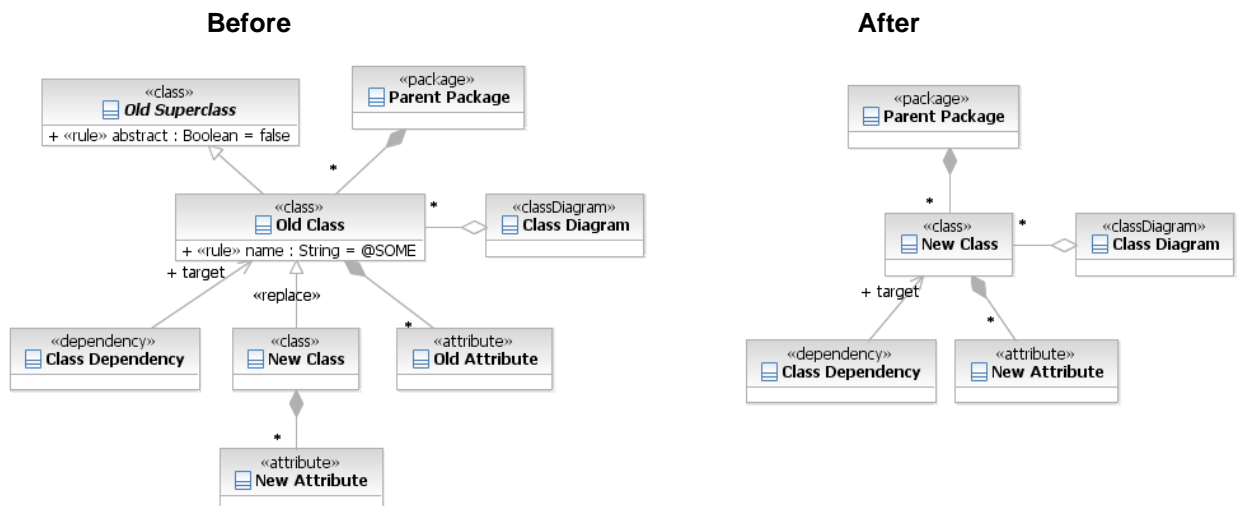 Before
«class»
Old Superclass
+ «rule» abstract : Boolean = false
«package»
Parent Package
*
«class»
Old Class
+ «rule» name : String = @SOME
*
«classDiagram»
Class Diagram
+ target
«replace»
*
«dependency»
Class Dependency
«class»
New Class
«attribute»
Old Attribute
*
«attribute»
New Attribute
After
«package»
Parent Package
*
«class»
New Class
*
«classDiagram»
Class Diagram
+ target
*
«dependency»
Class Dependency
«attribute»
New Attribute